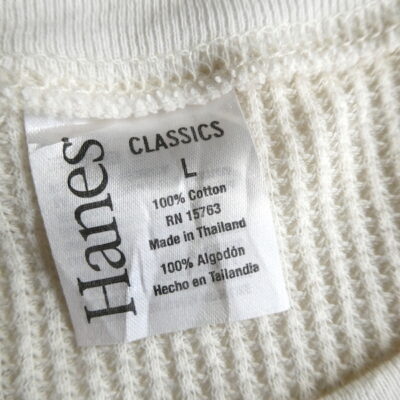 Hanes
CLASSICS
L
100% Cotton
RN 15763
Made in Thailand
100% Algodón
Hecho en Tailandia